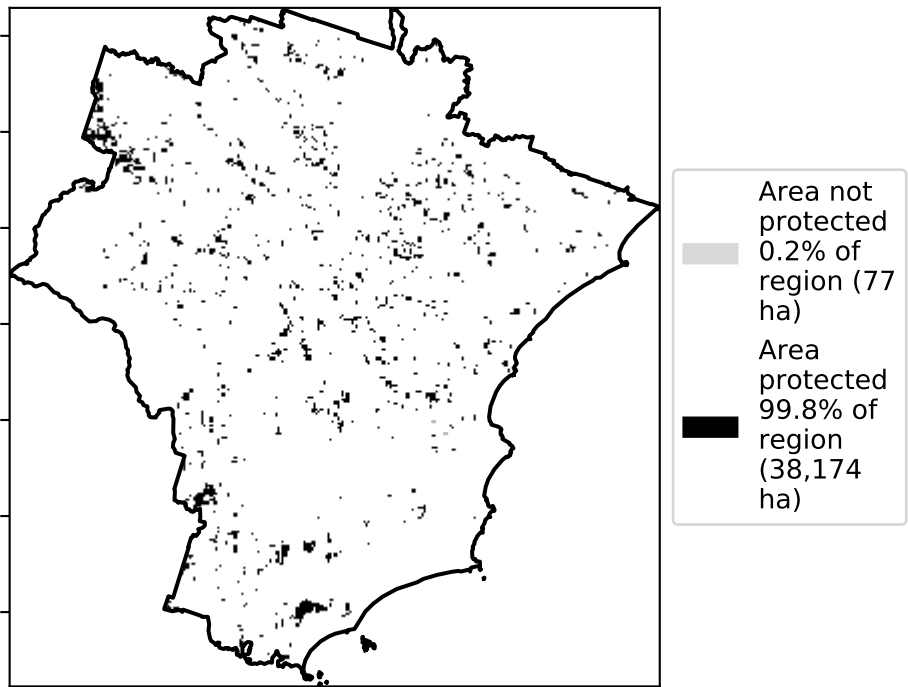 Area not
protected
0.2% of
region (77
ha)
Area
protected
99.8% of
region
(38,174
ha)